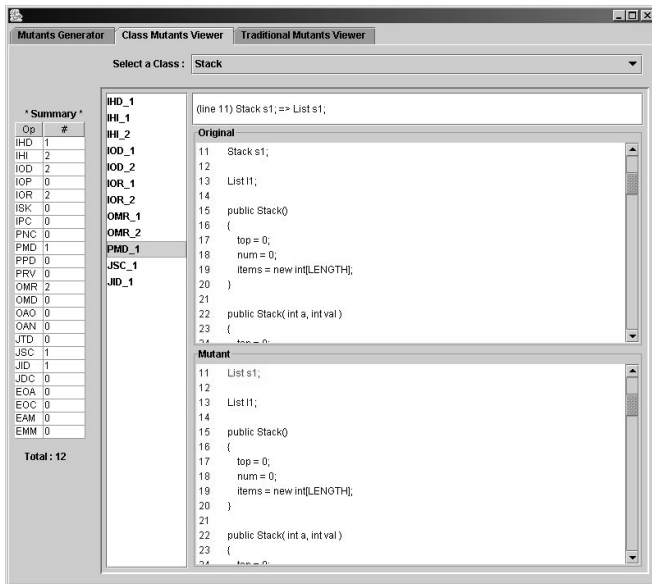 Mutants Generator Class Mutants Viewer Traditional Mutants Viewer
Select a Class : Stack
* Summary *
Op #
IHD 1
IHI 2
IOD 2
IOP 0
IOR 2
ISK 0
IPC 0
PNC 0
PMD 1
PPD 0
PRV 0
OMR 2
OMD 0
OAO 0
OAN 0
JTD 0
JSC 1
JID 1
JDC 0
EOA 0
EOC 0
EAM 0
EMM 0
Total : 12
IHD_1
IHI_1
IHI_2
IOD_1
IOD_2
IOR_1
IOR_2
OMR_1
OMR_2
PMD_1
JSC_1
JID_1
(line 11) Stack s1; => List s1;
Original
11 Stack s1;
12
13 List l1;
14
15 public Stack()
16 {
17 top = 0;
18 num = 0;
19 items = new int[LENGTH];
20 }
21
22 public Stack( int a, int val )
23 {
24 top = 0;
Mutant
11 List s1;
12
13 List l1;
14
15 public Stack()
16 {
17 top = 0;
18 num = 0;
19 items = new int[LENGTH];
20 }
21
22 public Stack( int a, int val )
23 {
24 top = 0;